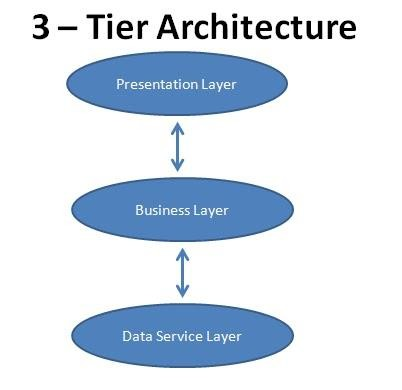 3 – Tier Architecture
Presentation Layer
Business Layer
Data Service Layer